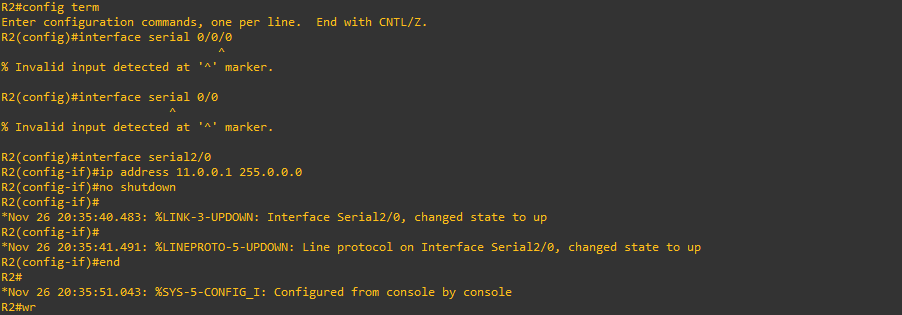 R2#config term
Enter configuration commands, one per line.  End with CNTL/Z.
R2(config)#interface serial 0/0/0
                               ^
% Invalid input detected at '^' marker.

R2(config)#interface serial 0/0
                        ^
% Invalid input detected at '^' marker.

R2(config)#interface serial2/0
R2(config-if)#ip address 11.0.0.1 255.0.0.0
R2(config-if)#no shutdown
R2(config-if)#
*Nov 26 20:35:40.483: %LINK-3-UPDOWN: Interface Serial2/0, changed state to up
R2(config-if)#
*Nov 26 20:35:41.491: %LINEPROTO-5-UPDOWN: Line protocol on Interface Serial2/0, changed state to up
R2(config-if)#end
R2#
*Nov 26 20:35:51.043: %SYS-5-CONFIG_I: Configured from console by console
R2#wr